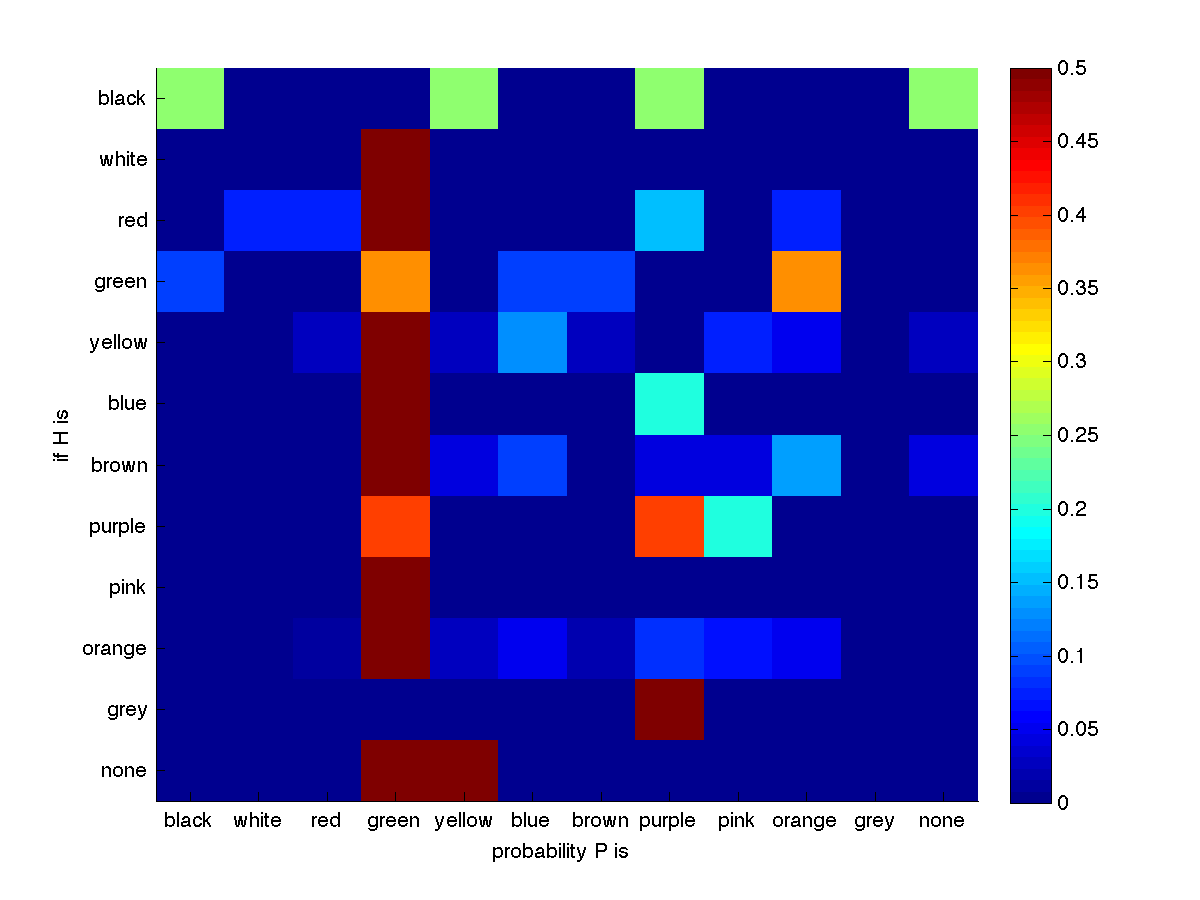 black
white
red
green
yellow
blue
brown
purple
pink
orange
grey
none
if H is
black white red green yellow blue brown purple pink orange grey none
probability P is
0.5
0.45
0.4
0.35
0.3
0.25
0.2
0.15
0.1
0.05
0